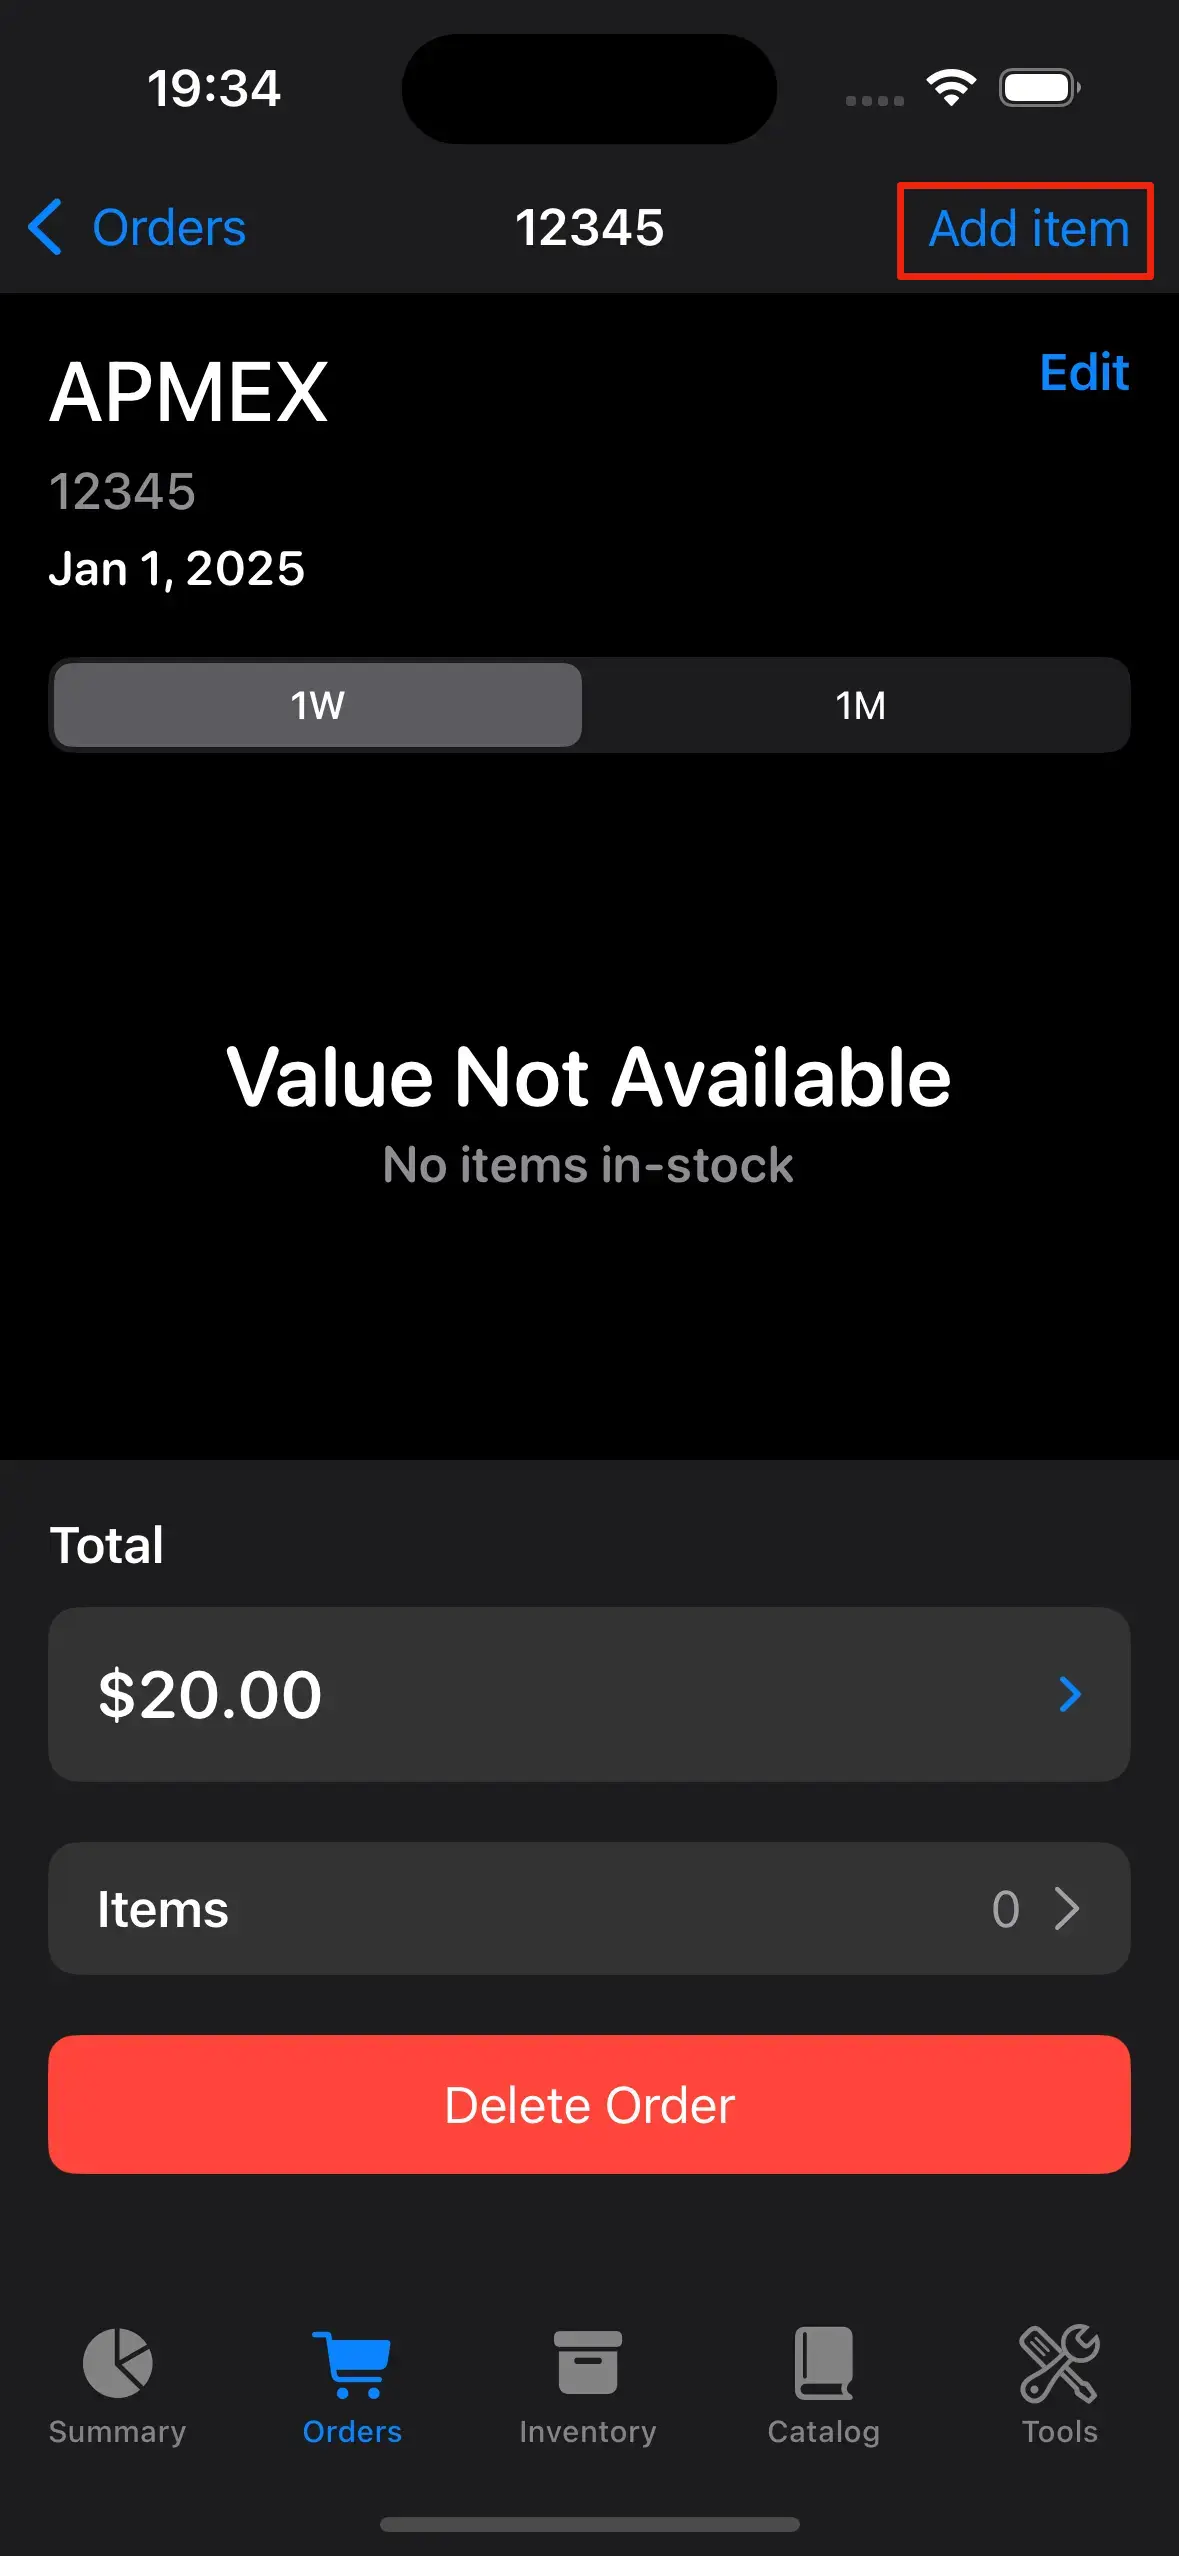 19:34
Orders 12345 Add item
APMEX Edit
12345
Jan 1, 2025
1W 1M
Value Not Available
No items in-stock
Total
$20.00
Items 0
Delete Order
Summary Orders Inventory Catalog Tools